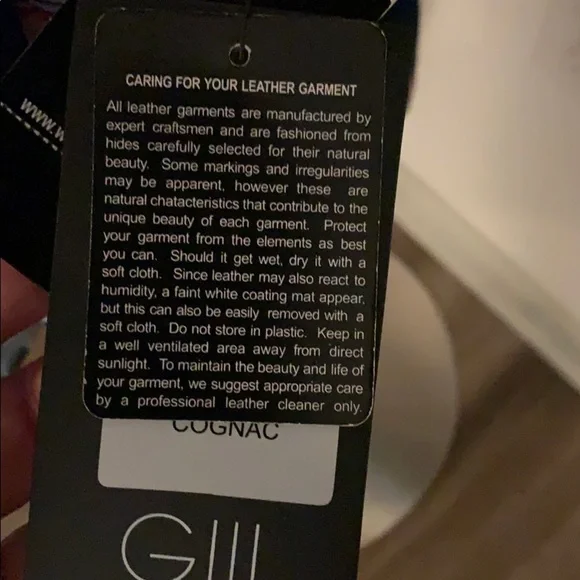 CARING FOR YOUR LEATHER GARMENT
All leather garments are manufactured by
expert craftsmen and are fashioned from
hides carefully selected for their natural
beauty. Some markings and irregularities
may be apparent, however these are
natural chatacteristics that contribute to the
unique beauty of each garment. Protect
your garment from the elements as best
you can. Should it get wet, dry it with a
soft cloth. Since leather may also react to
humidity, a faint white coating mat appear,
but this can also be easily removed with a
soft cloth. Do not store in plastic. Keep in
a well ventilated area away from direct
sunlight. To maintain the beauty and life of
your garment, we suggest appropriate care
by a professional leather cleaner only.
COGNAC
GIII
www.w